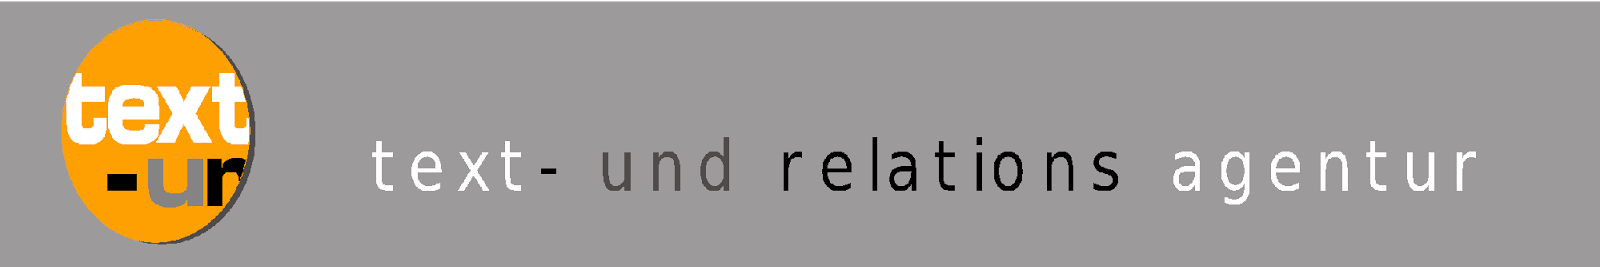 text
-ur
text- und relations agentur